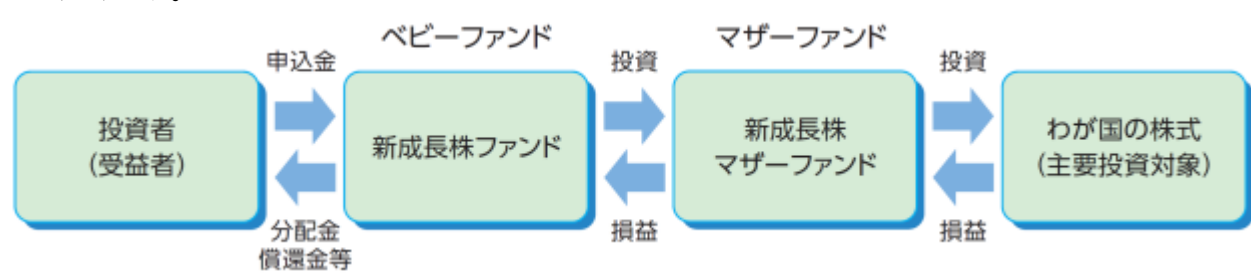 ベビーファンド
マザーファンド
申込金
投資
投資
投資者
(受益者)
新成長株ファンド
新成長株
マザーファンド
わが国の株式
(主要投資対象)
分配金
償還金等
損益
損益